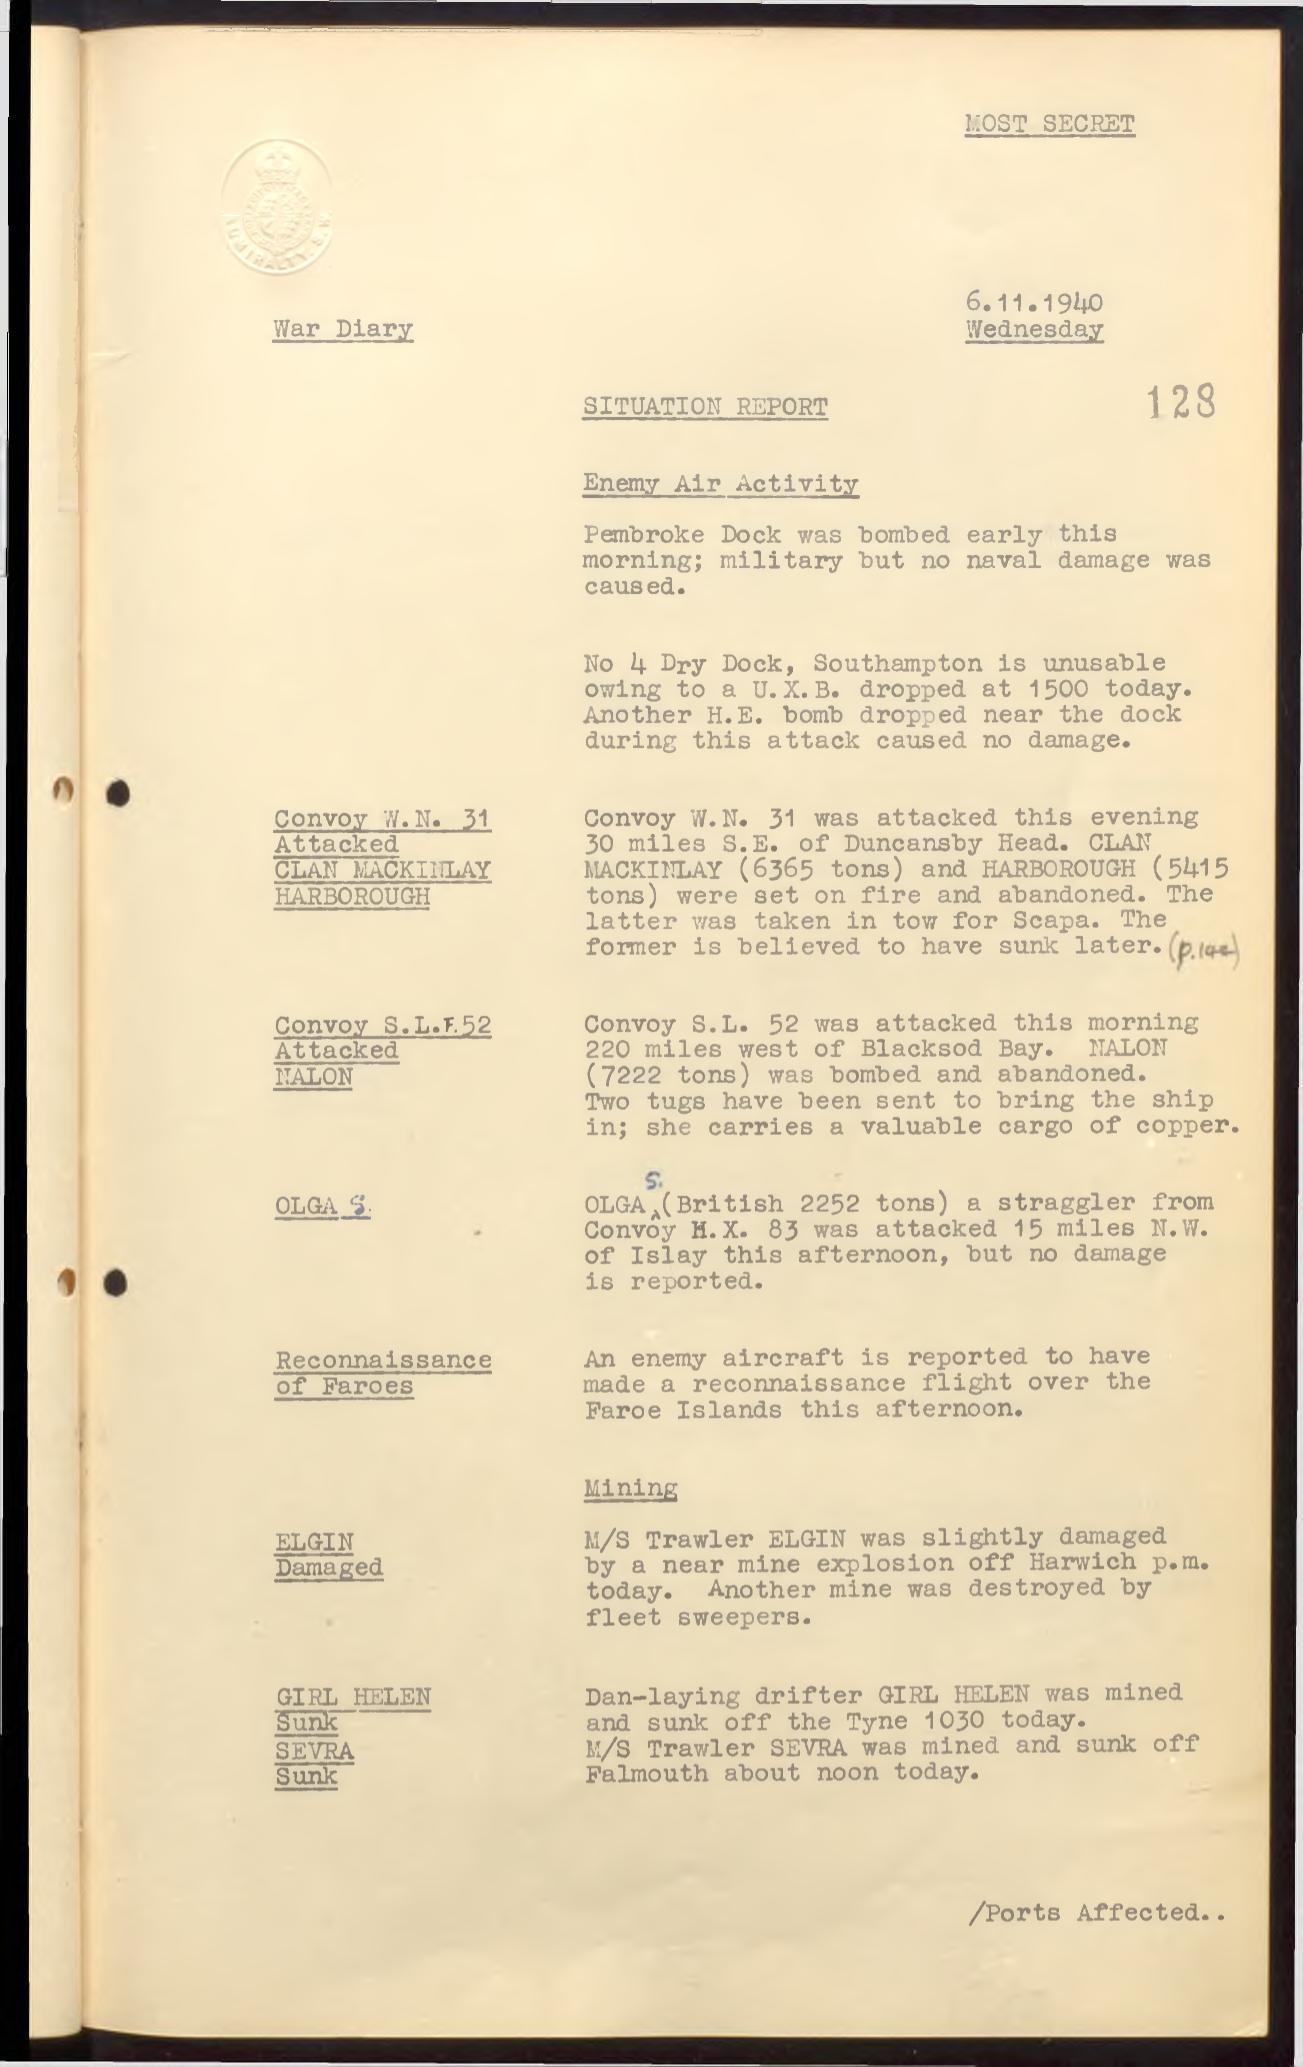 MOST SECRET
ADMIRALTY. S.W.
6.11.1940
War Diary
Wednesday
SITUATION REPORT
128
Enemy Air Activity
Pembroke Dock was bombed early this
morning; military but no naval damage was
caused.
No 4 Dry Dock, Southampton is unusable
owing to a U.X.B. dropped at 1500 today.
Another H.E. bomb dropped near the dock
during this attack caused no damage.
Convoy W.N. 31
Attacked
CLAN MACKINLAY
HARBOROUGH
Convoy W.N. 31 was attacked this evening
30 miles S.E. of Duncansby Head. CLAN
MACKINLAY (6365 tons) and HARBOROUGH (5415
tons) were set on fire and abandoned. The
latter was taken in tow for Scapa. The
former is believed to have sunk later.
Convoy S.L.F.52
Attacked
NALON
Convoy S.L. 52 was attacked this morning
220 miles west of Blacksod Bay. NALON
(7222 tons) was bombed and abandoned.
Two tugs have been sent to bring the ship
in; she carries a valuable cargo of copper.
OLGA S.
S.
OLGA (British 2252 tons) a straggler from
Convoy H.X. 83 was attacked 15 miles N.W.
of Islay this afternoon, but no damage
is reported.
Reconnaissance
of Faroes
An enemy aircraft is reported to have
made a reconnaissance flight over the
Faroe Islands this afternoon.
Mining
ELGIN
Damaged
M/S Trawler ELGIN was slightly damaged
by a near mine explosion off Harwich p.m.
today. Another mine was destroyed by
fleet sweepers.
GIRL HELEN
Sunk
SEVRA
Sunk
Dan-laying drifter GIRL HELEN was mined
and sunk off the Tyne 1030 today.
M/S Trawler SEVRA was mined and sunk off
Falmouth about noon today.
/Ports Affected..